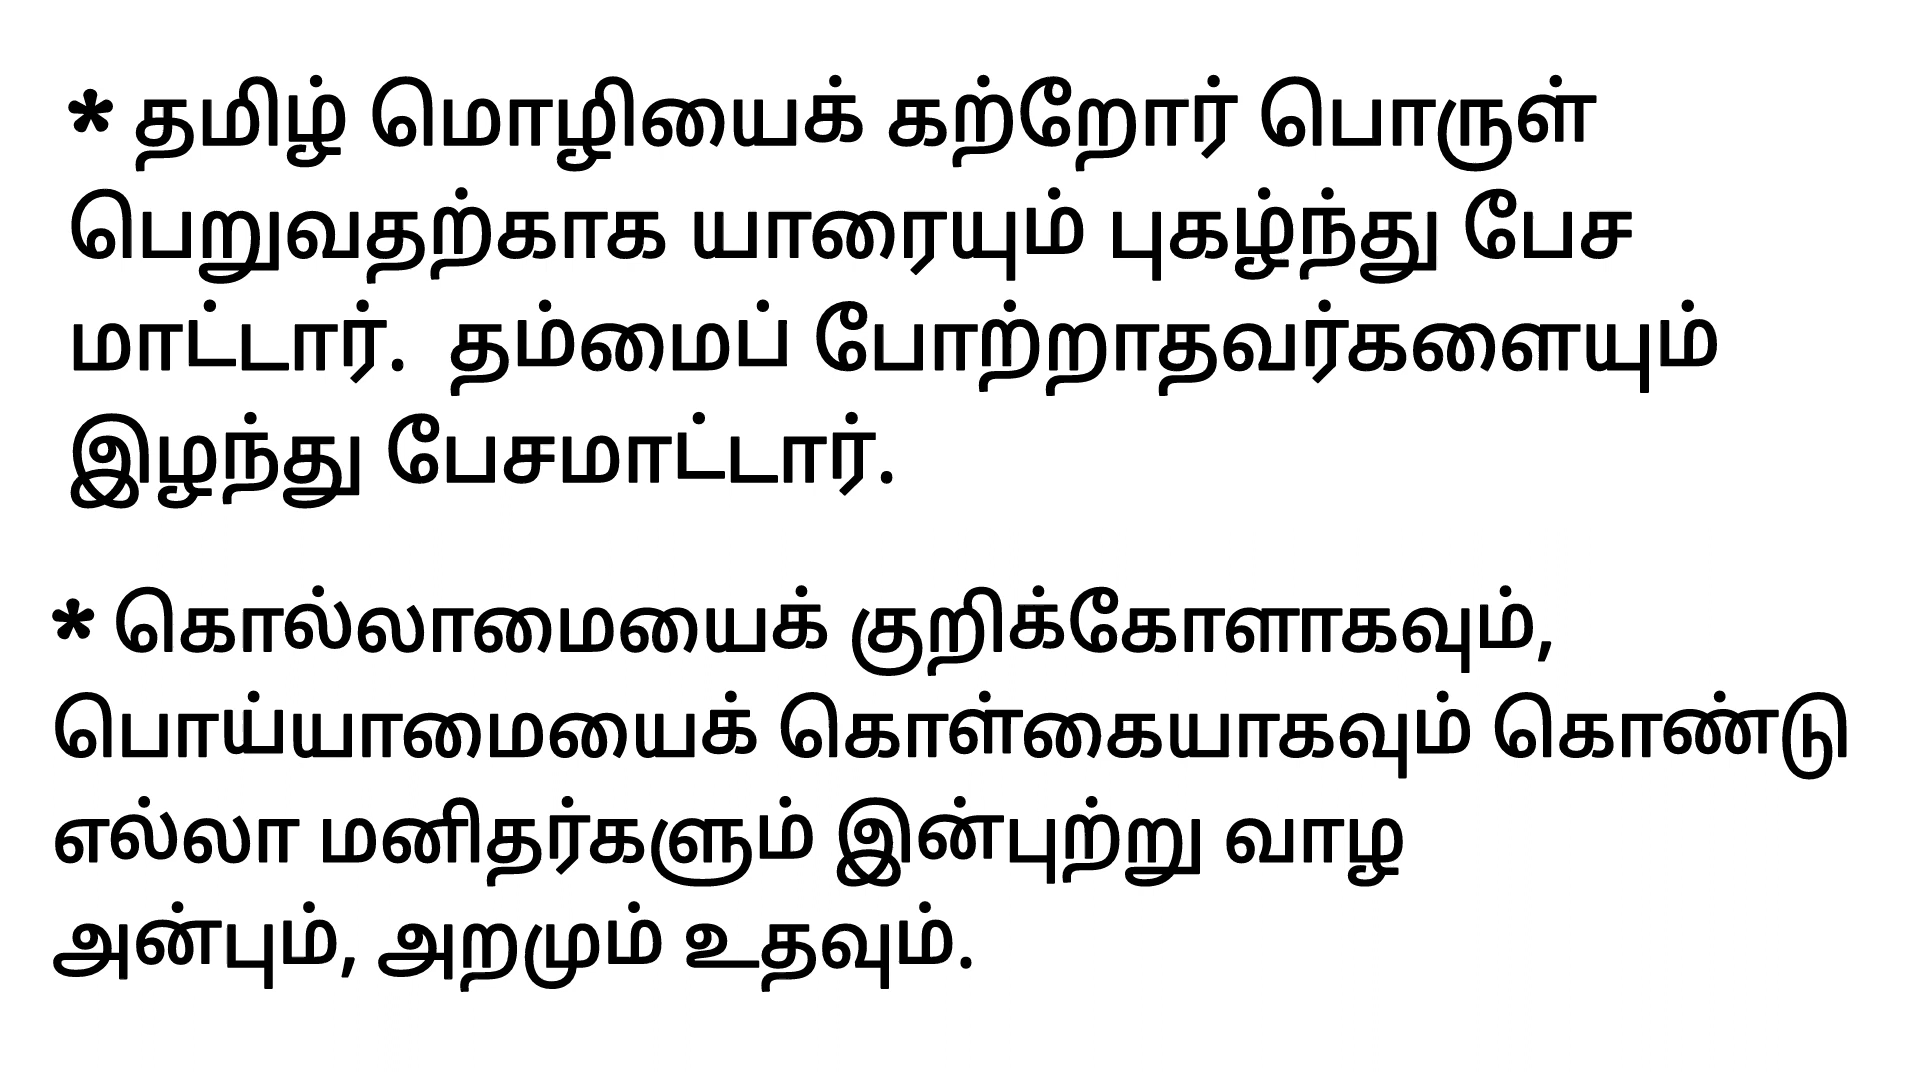 * தமிழ் மொழியைக் கற்றோர் பொருள்
பெறுவதற்காக யாரையும் புகழ்ந்து பேச
மாட்டார்.  தம்மைப் போற்றாதவர்களையும்
இழந்து பேசமாட்டார்.
* கொல்லாமையைக் குறிக்கோளாகவும்,
பொய்யாமையைக் கொள்கையாகவும் கொண்டு
எல்லா மனிதர்களும் இன்புற்று வாழ
அன்பும், அறமும் உதவும்.